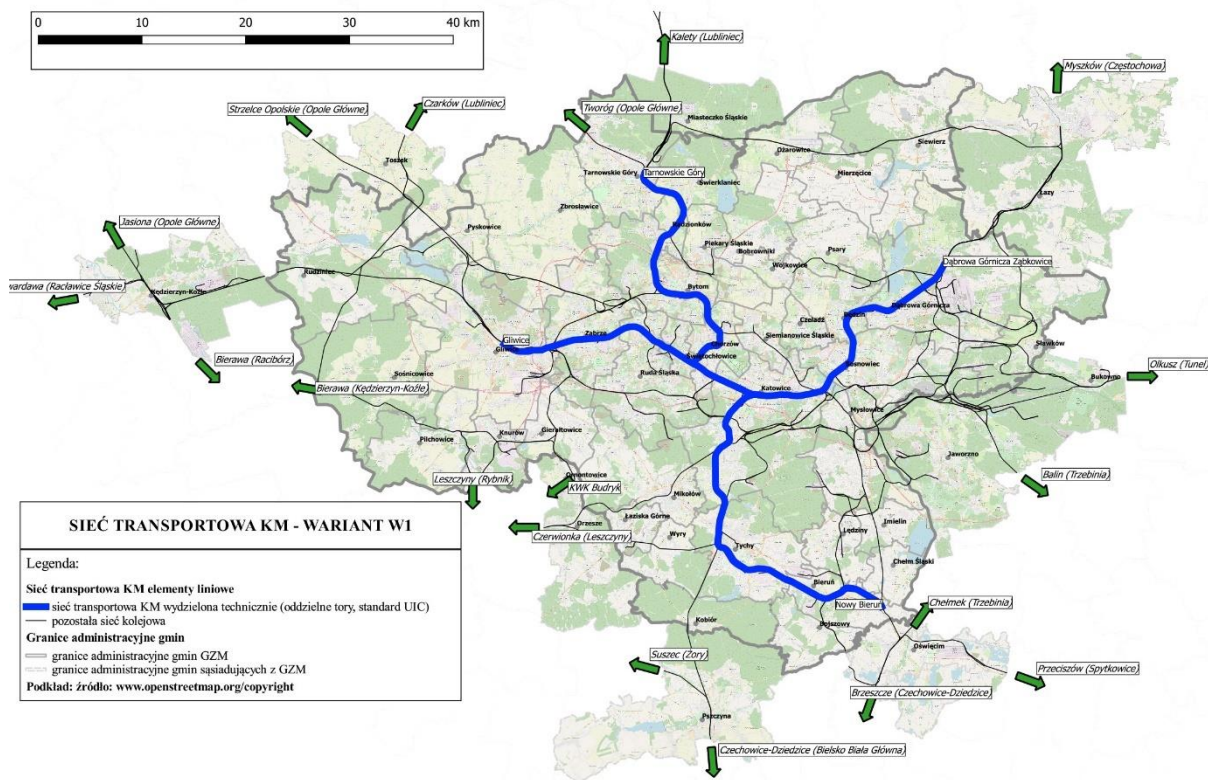 0 10 20 30 40 km
Kalety (Lubliniec)
Myszków (Częstochowa)
Strzelce Opolskie (Opole Główne)
Czarków (Lubliniec)
Tworóg (Opole Główne)
Miasteczko Śląskie
Toszek
Ożarowice
Siewierz
Tarnowskie Góry
Tarnowskie Góry
Świerklaniec
Mierzęcice
Łazy
Zbrosławice
Jasiona (Opole Główne)
Pyskowice
Radzionków
Piekary Śląskie
Bobrowniki
Psary
Wojkowice
Dąbrowa Górnicza Ząbkowice
Rudziniec
wardawa (Racławice Śląskie)
Kędzierzyn-Koźle
Bytom
Dąbrowa Górnicza
Czeladź
Będzin
Zabrze
Siemianowice Śląskie
Gliwice
Gliwice
Chorzów
Świętochłowice
Sławków
Bierawa (Racibórz)
Sosnowiec
Olkusz (Tunel)
Sośnicowice
Ruda Śląska
Bukowno
Bierawa (Kędzierzyn-Koźle)
Katowice
Mysłowice
Knurów
Gierałtowice
Pilchowice
Jaworzno
Leszczyny (Rybnik)
Ornontowice
KWK Budryk
Balin (Trzebinia)
Mikołów
Orzesze
Łaziska Górne
Imielin
Czerwionka (Leszczyny)
Wyry
Lędziny
Tychy
Chełm Śląski
Bieruń
Nowy Bieruń
Chełmek (Trzebinia)
Kobiór
Bojszowy
Oświęcim
Suszec (Żory)
Przeciszów (Spytkowice)
Brzeszcze (Czechowice-Dziedzice)
Pszczyna
Czechowice-Dziedzice (Bielsko Biała Główna)
SIEĆ TRANSPORTOWA KM - WARIANT W1
Legenda:
Sieć transportowa KM elementy liniowe
sieć transportowa KM wydzielona technicznie (oddzielne tory, standard UIC)
pozostała sieć kolejowa
Granice administracyjne gmin
granice administracyjne gmin GZM
granice administracyjne gmin sąsiadujących z GZM
Podkład: źródło: www.openstreetmap.org/copyright